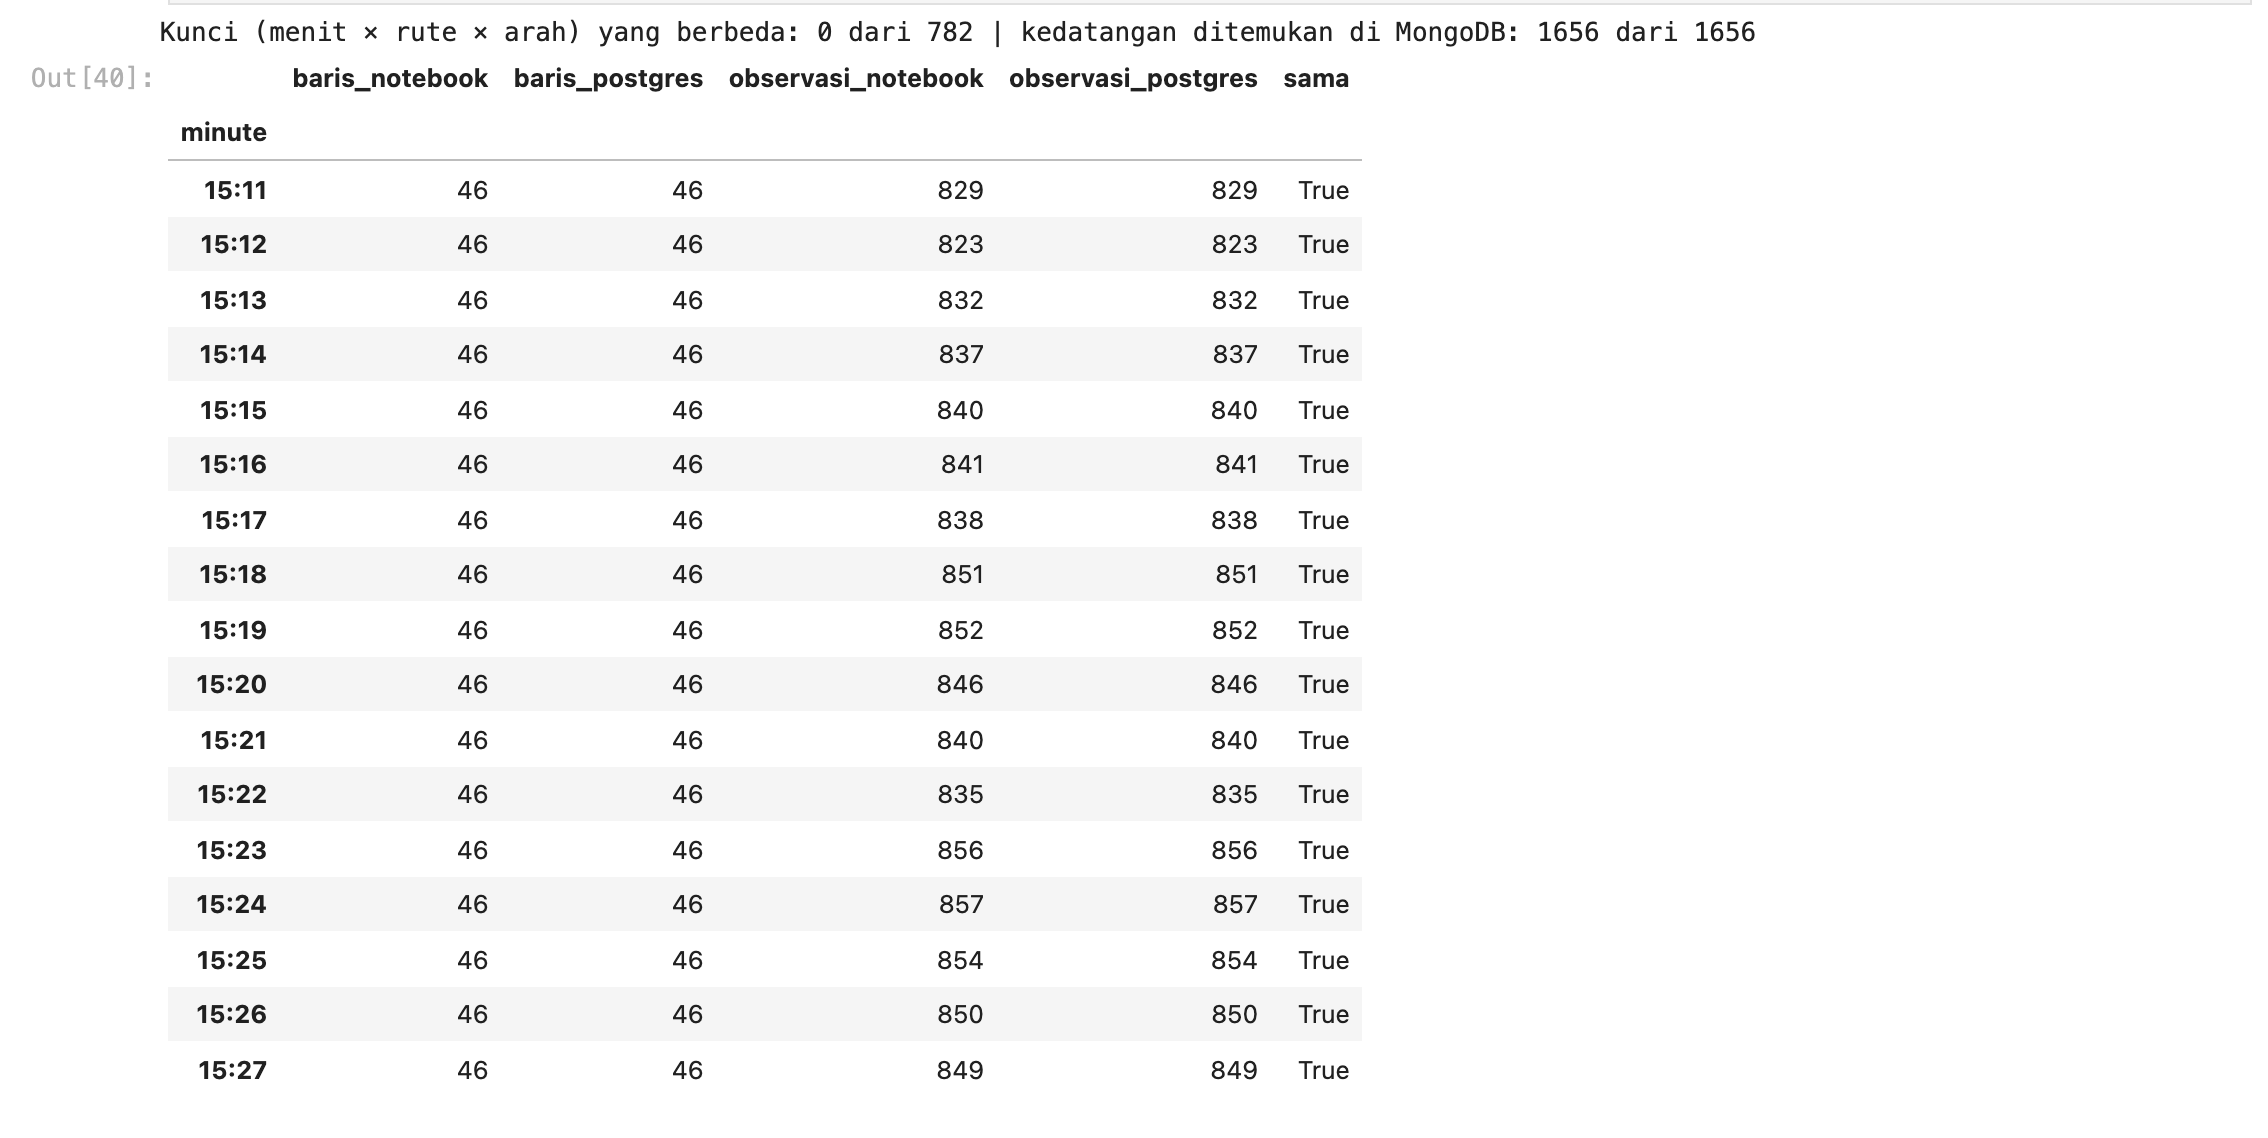 Kunci (menit × rute × arah) yang berbeda: 0 dari 782 | kedatangan ditemukan di MongoDB: 1656 dari 1656
Out[40]:
baris_notebook baris_postgres observasi_notebook observasi_postgres sama
minute
15:11 46 46 829 829 True
15:12 46 46 823 823 True
15:13 46 46 832 832 True
15:14 46 46 837 837 True
15:15 46 46 840 840 True
15:16 46 46 841 841 True
15:17 46 46 838 838 True
15:18 46 46 851 851 True
15:19 46 46 852 852 True
15:20 46 46 846 846 True
15:21 46 46 840 840 True
15:22 46 46 835 835 True
15:23 46 46 856 856 True
15:24 46 46 857 857 True
15:25 46 46 854 854 True
15:26 46 46 850 850 True
15:27 46 46 849 849 True